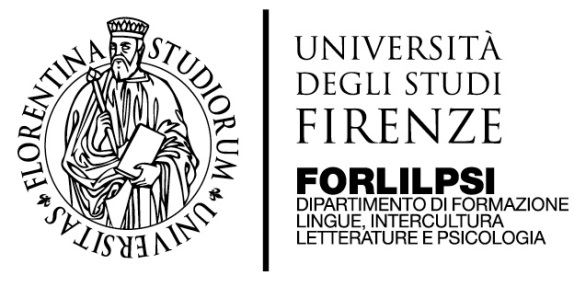 FLORENTINA STUDIORUM UNIVERSITAS
UNIVERSITÀ
DEGLI STUDI
FIRENZE
FORLILPSI
DIPARTIMENTO DI FORMAZIONE
LINGUE, INTERCULTURA
LETTERATURE E PSICOLOGIA